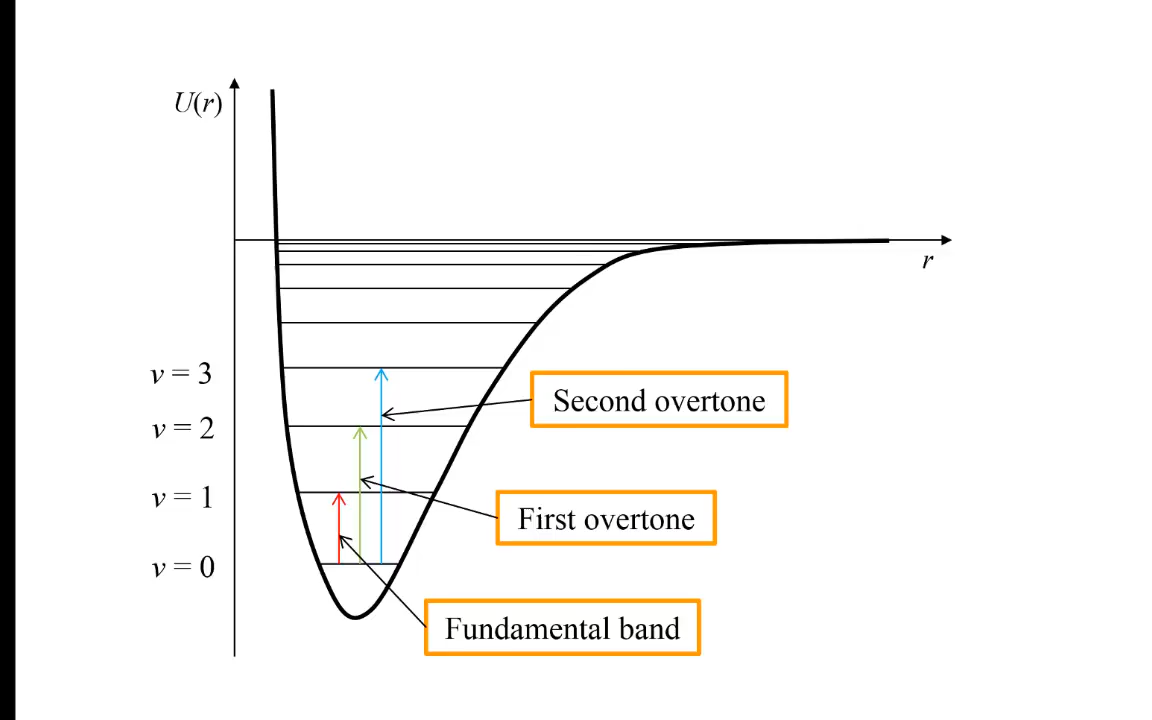 U(r)
r
v = 3
Second overtone
v = 2
v = 1
First overtone
v = 0
Fundamental band